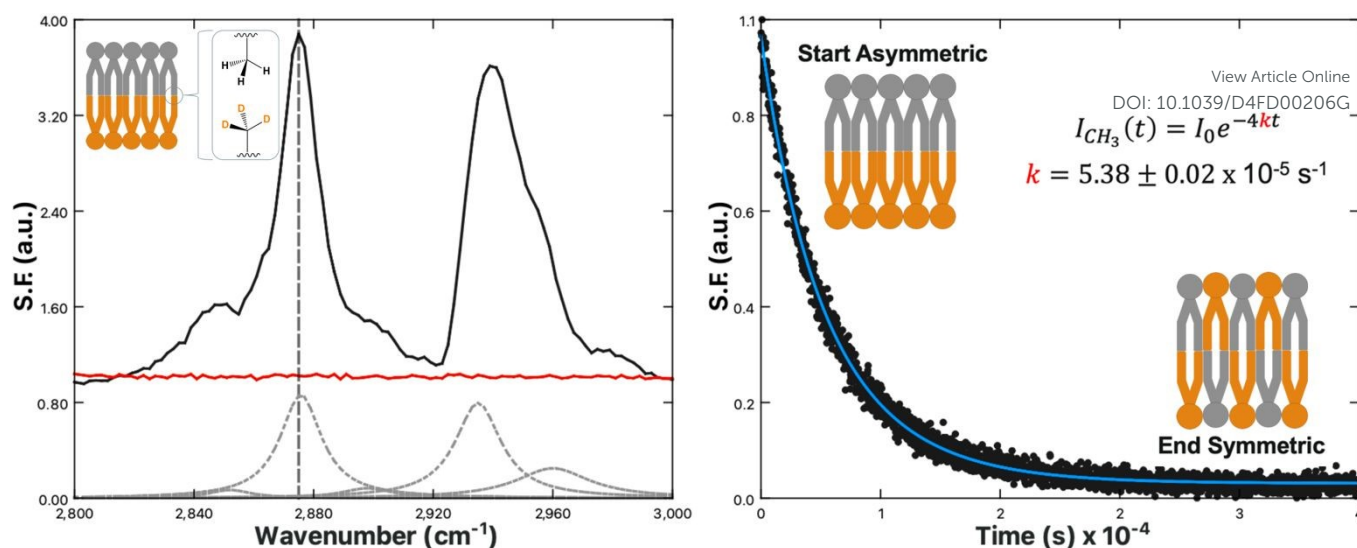 4.00
3.20
2.40
1.60
0.80
0.00
S.F. (a.u.)
H
H
H
D
D
D
2,800
2,840
2,880
2,920
2,960
3,000
Wavenumber (cm⁻¹)
1.1
0.8
0.6
0.4
0.2
0.0
S.F. (a.u.)
Start Asymmetric
View Article Online
DOI: 10.1039/D4FD00206G
I_{CH₃}(t) = I₀e^{−4kt}
k = 5.38 ± 0.02 x 10⁻⁵ s⁻¹
End Symmetric
0
1
2
3
4
Time (s) x 10⁻⁴